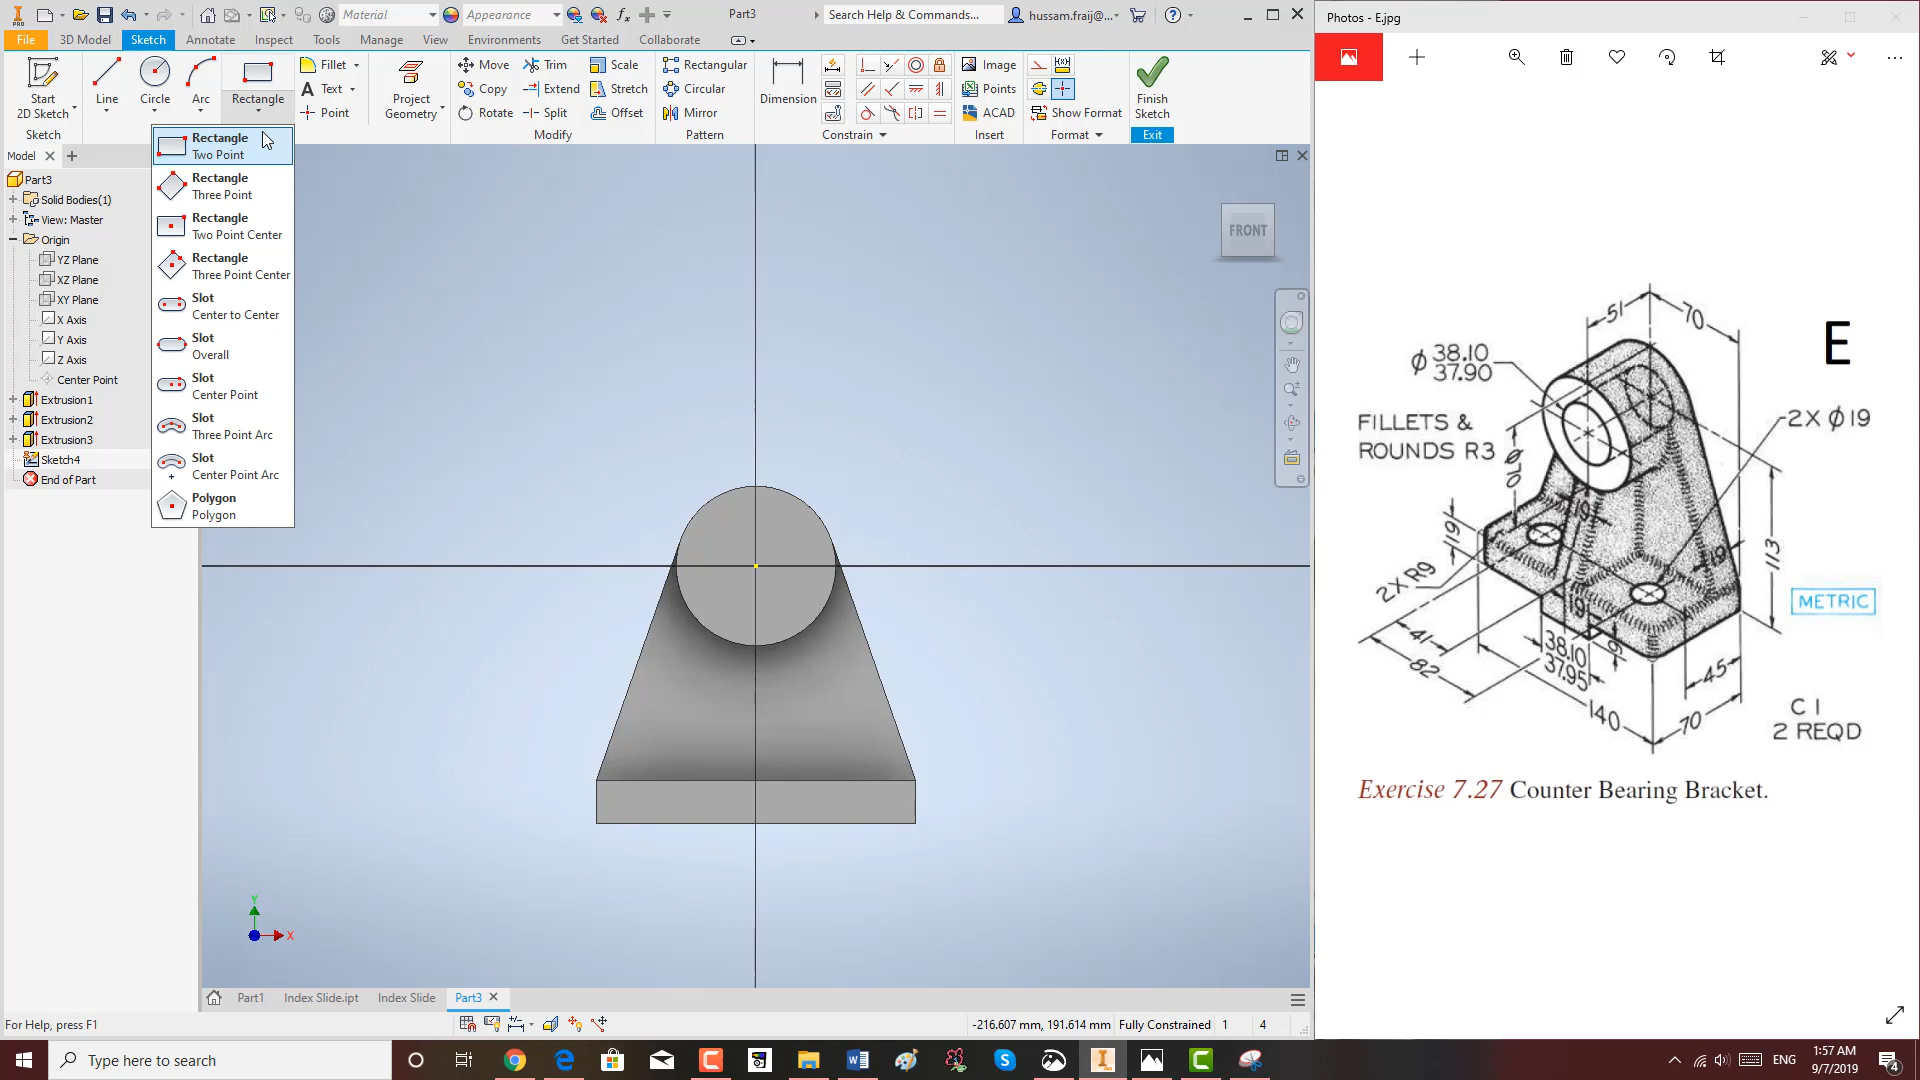 Material
Appearance
Part3
Search Help & Commands...
hussam.fraij@...
File
3D Model
Sketch
Annotate
Inspect
Tools
Manage
View
Environments
Get Started
Collaborate
Start
2D Sketch
Line
Circle
Arc
Rectangle
Fillet
Text
Point
Project
Geometry
Move
Copy
Rotate
Trim
Extend
Split
Scale
Stretch
Offset
Rectangular
Circular
Mirror
Dimension
Image
Points
ACAD
Show Format
Finish
Sketch
Sketch
Modify
Pattern
Constrain
Insert
Format
Exit
Model
Part3
Solid Bodies(1)
View: Master
Origin
YZ Plane
XZ Plane
XY Plane
X Axis
Y Axis
Z Axis
Center Point
Extrusion1
Extrusion2
Extrusion3
Sketch4
End of Part
Rectangle
Two Point
Rectangle
Three Point
Rectangle
Two Point Center
Rectangle
Three Point Center
Slot
Center to Center
Slot
Overall
Slot
Center Point
Slot
Three Point Arc
Slot
Center Point Arc
Polygon
Polygon
FRONT
Y
X
Part1
Index Slide.ipt
Index Slide
Part3
For Help, press F1
-216.607 mm, 191.614 mm
Fully Constrained
1
4
Photos - E.jpg
E
51
70
ϕ 38.10
37.90
2X ϕ 19
FILLETS &
ROUNDS R3
ϕ70
19
19
19
113
2X R9
METRIC
19
41
82
38.10
37.95
9
45
140
70
C 1
2 REQD
Exercise 7.27 Counter Bearing Bracket.
Type here to search
ENG
1:57 AM
9/7/2019
4